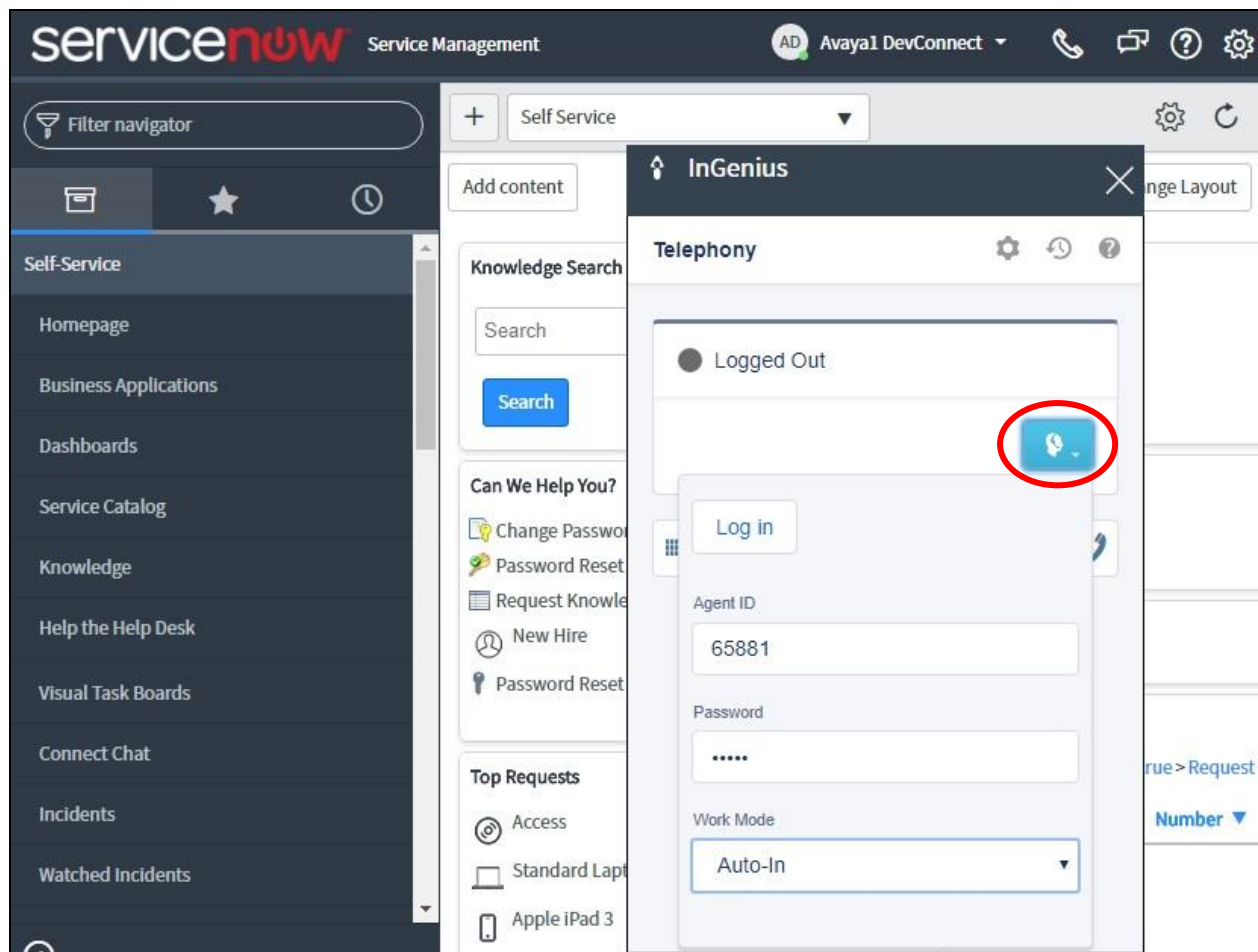 servicenow Service Management
AD Avaya1 DevConnect
Filter navigator
Self-Service
Homepage
Business Applications
Dashboards
Service Catalog
Knowledge
Help the Help Desk
Visual Task Boards
Connect Chat
Incidents
Watched Incidents
+ Self Service
Add content
nge Layout
Knowledge Search
Search
Search
Can We Help You?
Change Passwor
Password Reset
Request Knowle
New Hire
Password Reset
Top Requests
Access
Standard Lapt
Apple iPad 3
InGenius
Telephony
Logged Out
Log in
Agent ID
65881
Password
•••••
Work Mode
Auto-In
rue > Request
Number